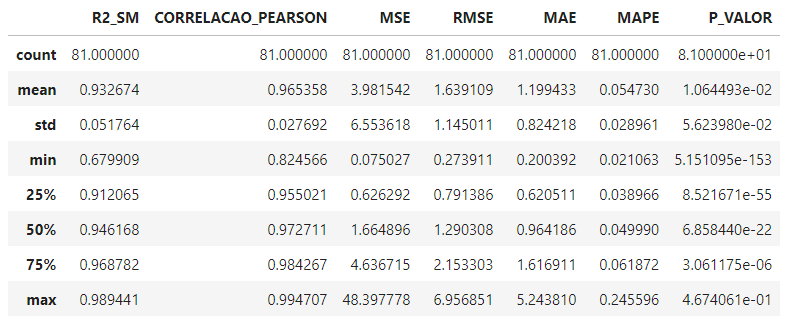 R2_SM CORRELACAO_PEARSON MSE RMSE MAE MAPE P_VALOR
count 81.000000 81.000000 81.000000 81.000000 81.000000 81.000000 8.100000e+01
mean 0.932674 0.965358 3.981542 1.639109 1.199433 0.054730 1.064493e-02
std 0.051764 0.027692 6.553618 1.145011 0.824218 0.028961 5.623980e-02
min 0.679909 0.824566 0.075027 0.273911 0.200392 0.021063 5.151095e-153
25% 0.912065 0.955021 0.626292 0.791386 0.620511 0.038966 8.521671e-55
50% 0.946168 0.972711 1.664896 1.290308 0.964186 0.049990 6.858440e-22
75% 0.968782 0.984267 4.636715 2.153303 1.616911 0.061872 3.061175e-06
max 0.989441 0.994707 48.397778 6.956851 5.243810 0.245596 4.674061e-01